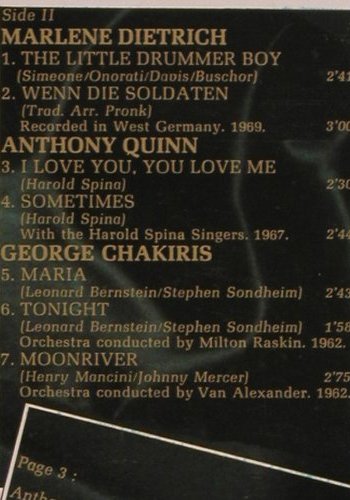 Side II
MARLENE DIETRICH
1. THE LITTLE DRUMMER BOY
(Simeone/Onorati/Davis/Buschor) 2'41
2. WENN DIE SOLDATEN
(Trad. Arr. Pronk)
Recorded in West Germany. 1969. 3'00
ANTHONY QUINN
3. I LOVE YOU, YOU LOVE ME
(Harold Spina) 2'30
4. SOMETIMES
(Harold Spina)
With the Harold Spina Singers. 1967. 2'44
GEORGE CHAKIRIS
5. MARIA
(Leonard Bernstein/Stephen Sondheim) 2'43
6. TONIGHT
(Leonard Bernstein/Stephen Sondheim) 1'58
Orchestra conducted by Milton Raskin. 1962.
7. MOONRIVER
(Henry Mancini/Johnny Mercer) 2'75
Orchestra conducted by Van Alexander. 1962.
Page 3 :